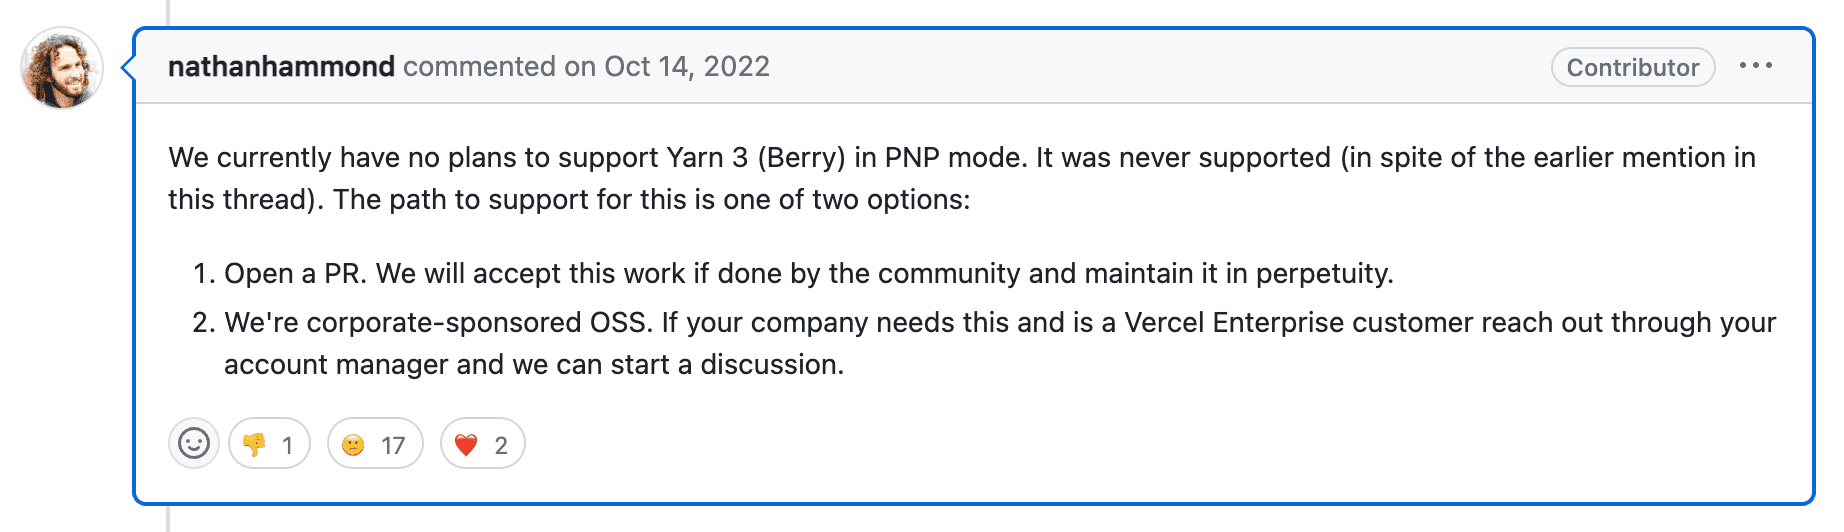 nathanhammond commented on Oct 14, 2022
Contributor
We currently have no plans to support Yarn 3 (Berry) in PNP mode. It was never supported (in spite of the earlier mention in
this thread). The path to support for this is one of two options:
1. Open a PR. We will accept this work if done by the community and maintain it in perpetuity.
2. We're corporate-sponsored OSS. If your company needs this and is a Vercel Enterprise customer reach out through your
account manager and we can start a discussion.
1
17
2